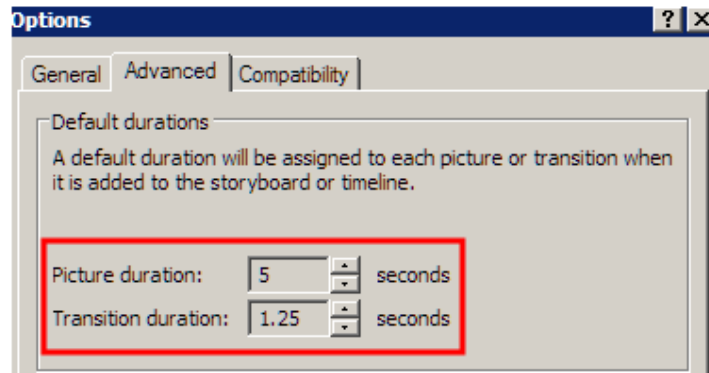 Options ? X
General Advanced Compatibility
Default durations
A default duration will be assigned to each picture or transition when
it is added to the storyboard or timeline.
Picture duration: 5 seconds
Transition duration: 1.25 seconds